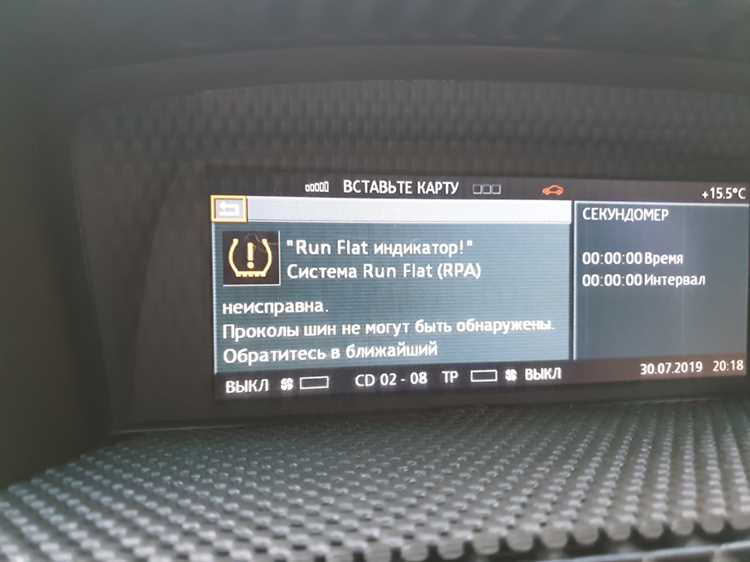 ВСТАВЬТЕ КАРТУ
+15.5°C
"Run Flat индикатор!"
Система Run Flat (RPA)
неисправна.
Проколы шин не могут быть обнаружены.
Обратитесь в ближайший
СЕКУНДОМЕР
00:00:00 Время
00:00:00 Интервал
ВЫКЛ CD 02 - 08 TP ВЫКЛ
30.07.2019 20:18